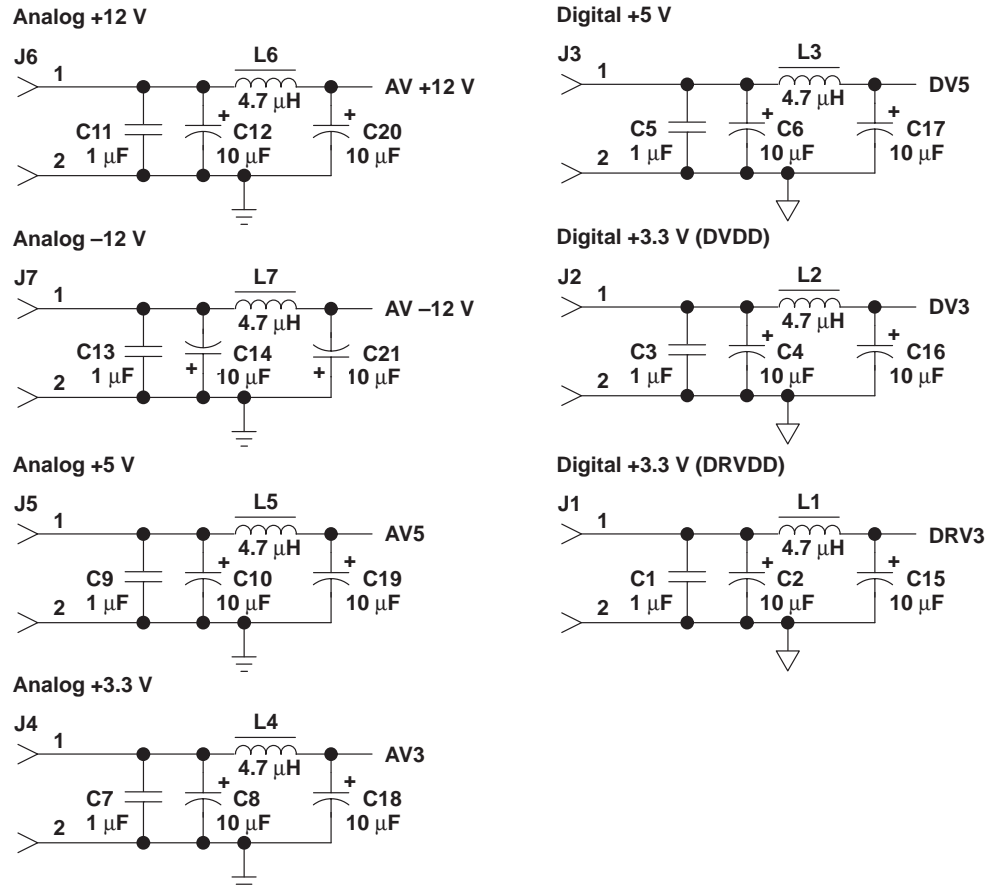 Analog +12 V
J6
1
2
L6
4.7 μH
AV +12 V
+
+
C11
1 μF
C12
10 μF
C20
10 μF
Analog –12 V
J7
1
2
L7
4.7 μH
AV –12 V
C13
1 μF
C14
10 μF
C21
10 μF
+
+
Analog +5 V
J5
1
2
L5
4.7 μH
AV5
+
+
C9
1 μF
C10
10 μF
C19
10 μF
Analog +3.3 V
J4
1
2
L4
4.7 μH
AV3
+
+
C7
1 μF
C8
10 μF
C18
10 μF
Digital +5 V
J3
1
2
L3
4.7 μH
DV5
+
+
C5
1 μF
C6
10 μF
C17
10 μF
Digital +3.3 V (DVDD)
J2
1
2
L2
4.7 μH
DV3
+
+
C3
1 μF
C4
10 μF
C16
10 μF
Digital +3.3 V (DRVDD)
J1
1
2
L1
4.7 μH
DRV3
+
+
C1
1 μF
C2
10 μF
C15
10 μF